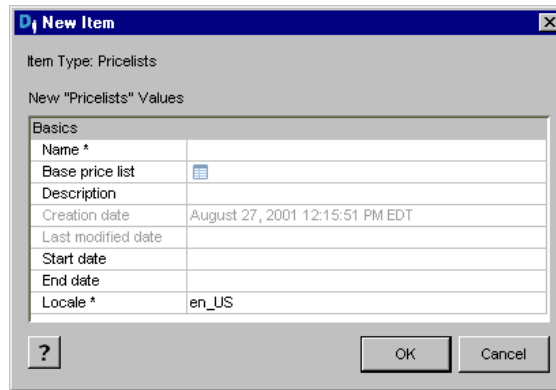 D New Item
Item Type: Pricelists
New "Pricelists" Values
Basics
Name *
Base price list
Description
Creation date August 27, 2001 12:15:51 PM EDT
Last modified date
Start date
End date
Locale * en_US
?
OK Cancel